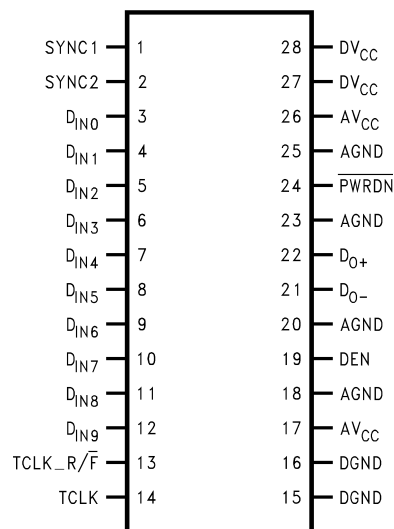 SYNC1 1 28 DVCC
SYNC2 2 27 DVCC
DIN0 3 26 AVCC
DIN1 4 25 AGND
DIN2 5 24 P̅W̅R̅D̅N̅
DIN3 6 23 AGND
DIN4 7 22 DO+
DIN5 8 21 DO−
DIN6 9 20 AGND
DIN7 10 19 DEN
DIN8 11 18 AGND
DIN9 12 17 AVCC
TCLK_R/F̅ 13 16 DGND
TCLK 14 15 DGND